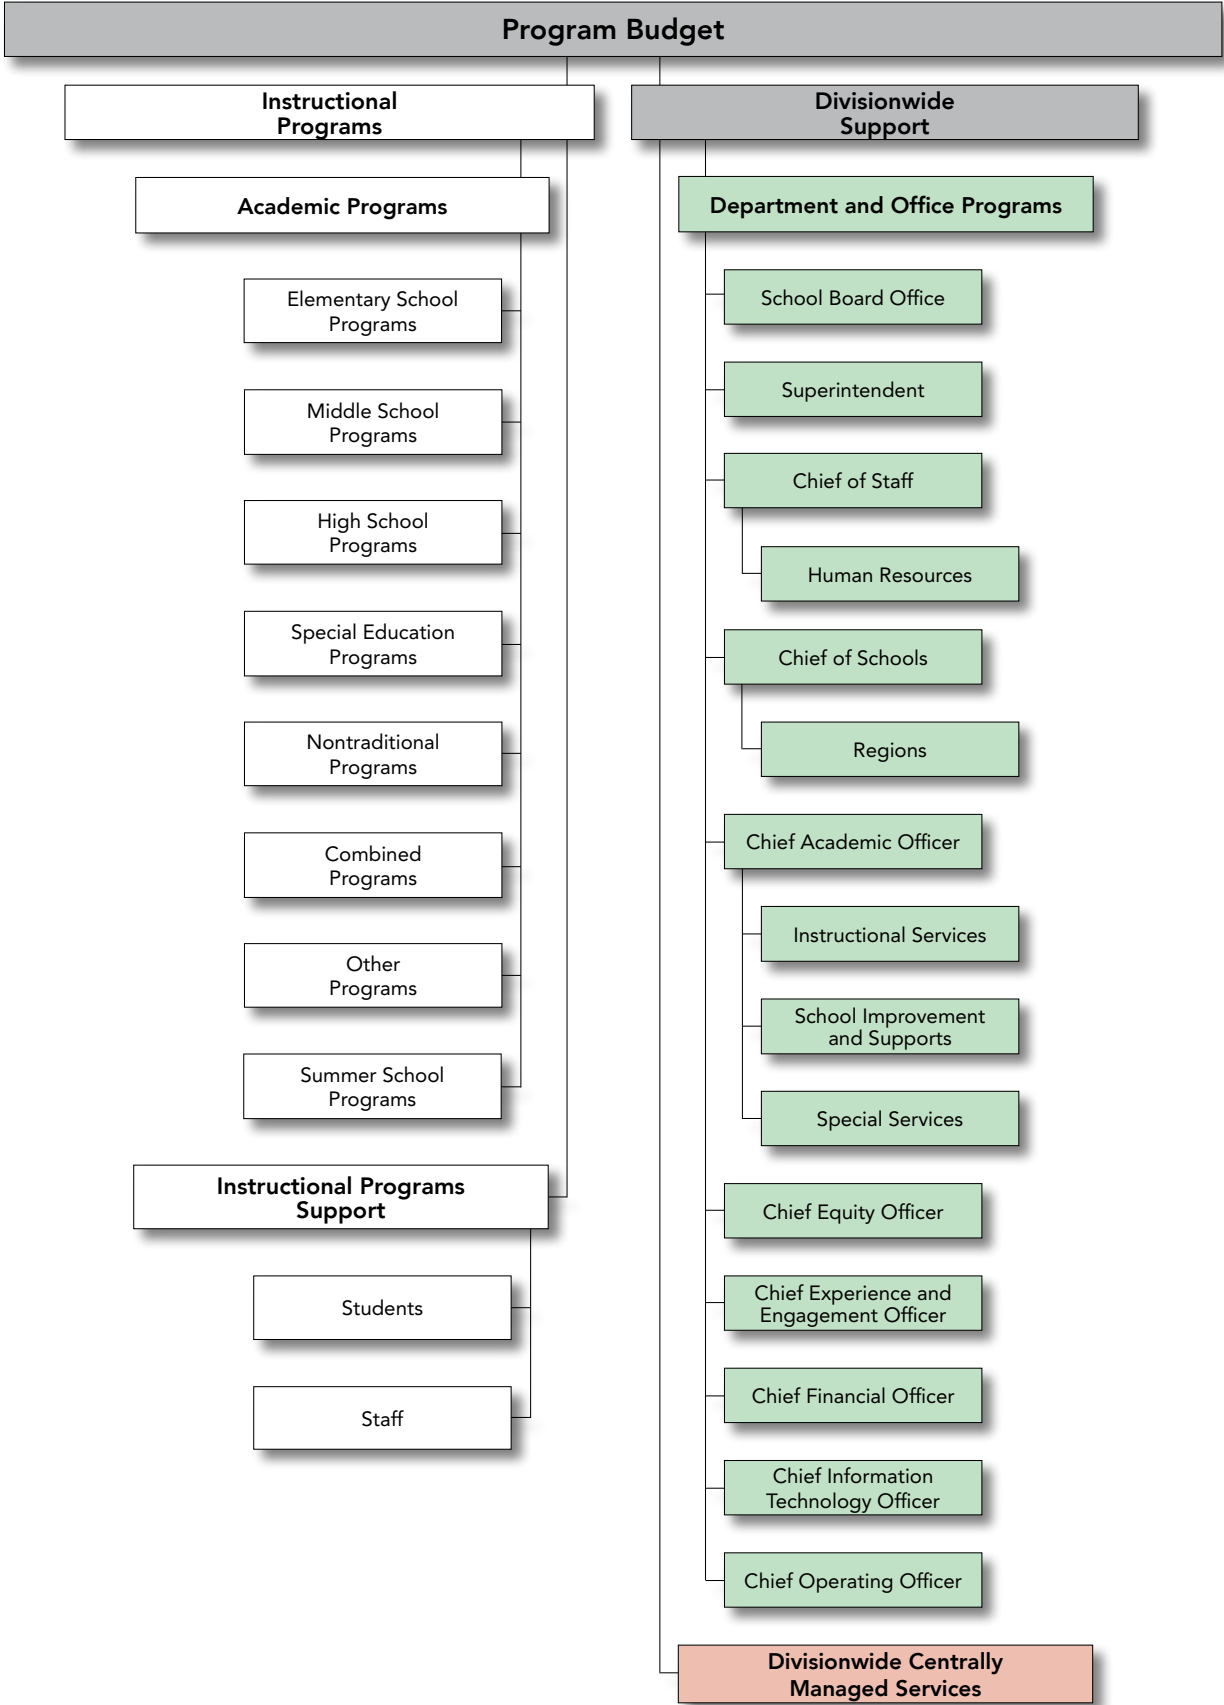 Program Budget
Instructional
Programs
Academic Programs
Elementary School
Programs
Middle School
Programs
High School
Programs
Special Education
Programs
Nontraditional
Programs
Combined
Programs
Other
Programs
Summer School
Programs
Instructional Programs
Support
Students
Staff
Divisionwide
Support
Department and Office Programs
School Board Office
Superintendent
Chief of Staff
Human Resources
Chief of Schools
Regions
Chief Academic Officer
Instructional Services
School Improvement
and Supports
Special Services
Chief Equity Officer
Chief Experience and
Engagement Officer
Chief Financial Officer
Chief Information
Technology Officer
Chief Operating Officer
Divisionwide Centrally
Managed Services